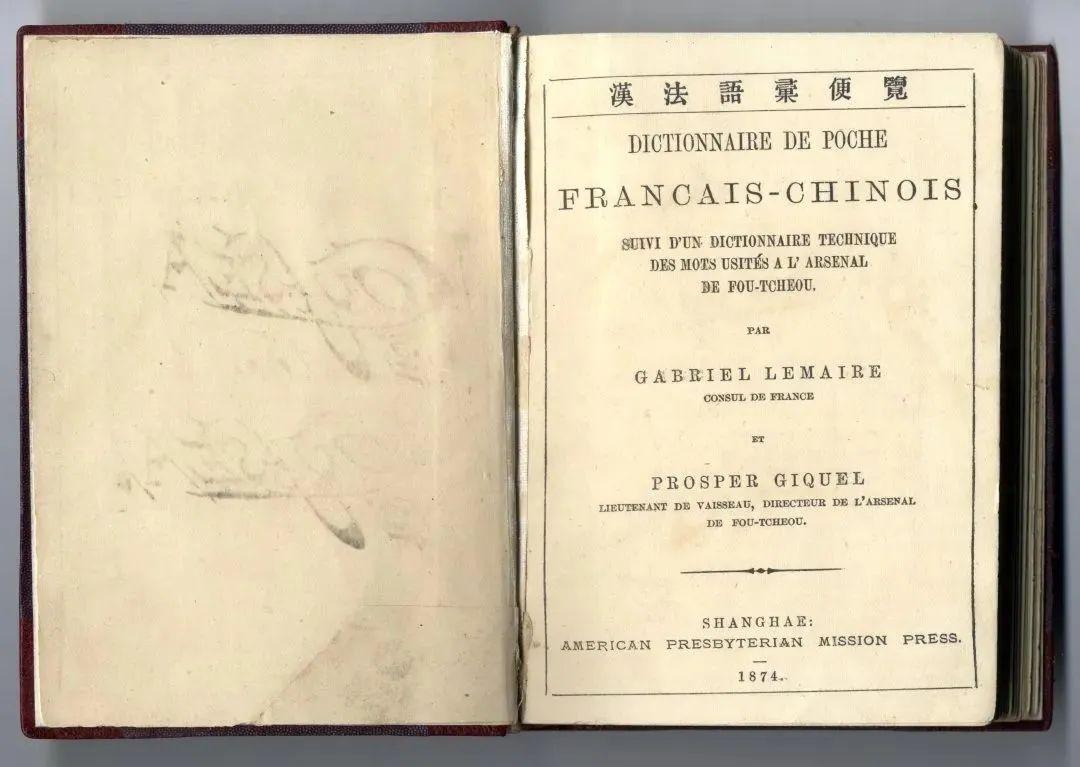 漢法語彙便覽
DICTIONNAIRE DE POCHE
FRANCAIS-CHINOIS
SUIVI D'UN DICTIONNAIRE TECHNIQUE
DES MOTS USITÉS A L' ARSENAL
DE FOU-TCHEOU.
PAR
GABRIEL LEMAIRE
CONSUL DE FRANCE
ET
PROSPER GIQUEL
LIEUTENANT DE VAISSEAU, DIRECTEUR DE L'ARSENAL
DE FOU-TCHEOU.
SHANGHAE:
AMERICAN PRESBYTERIAN MISSION PRESS.
1874.